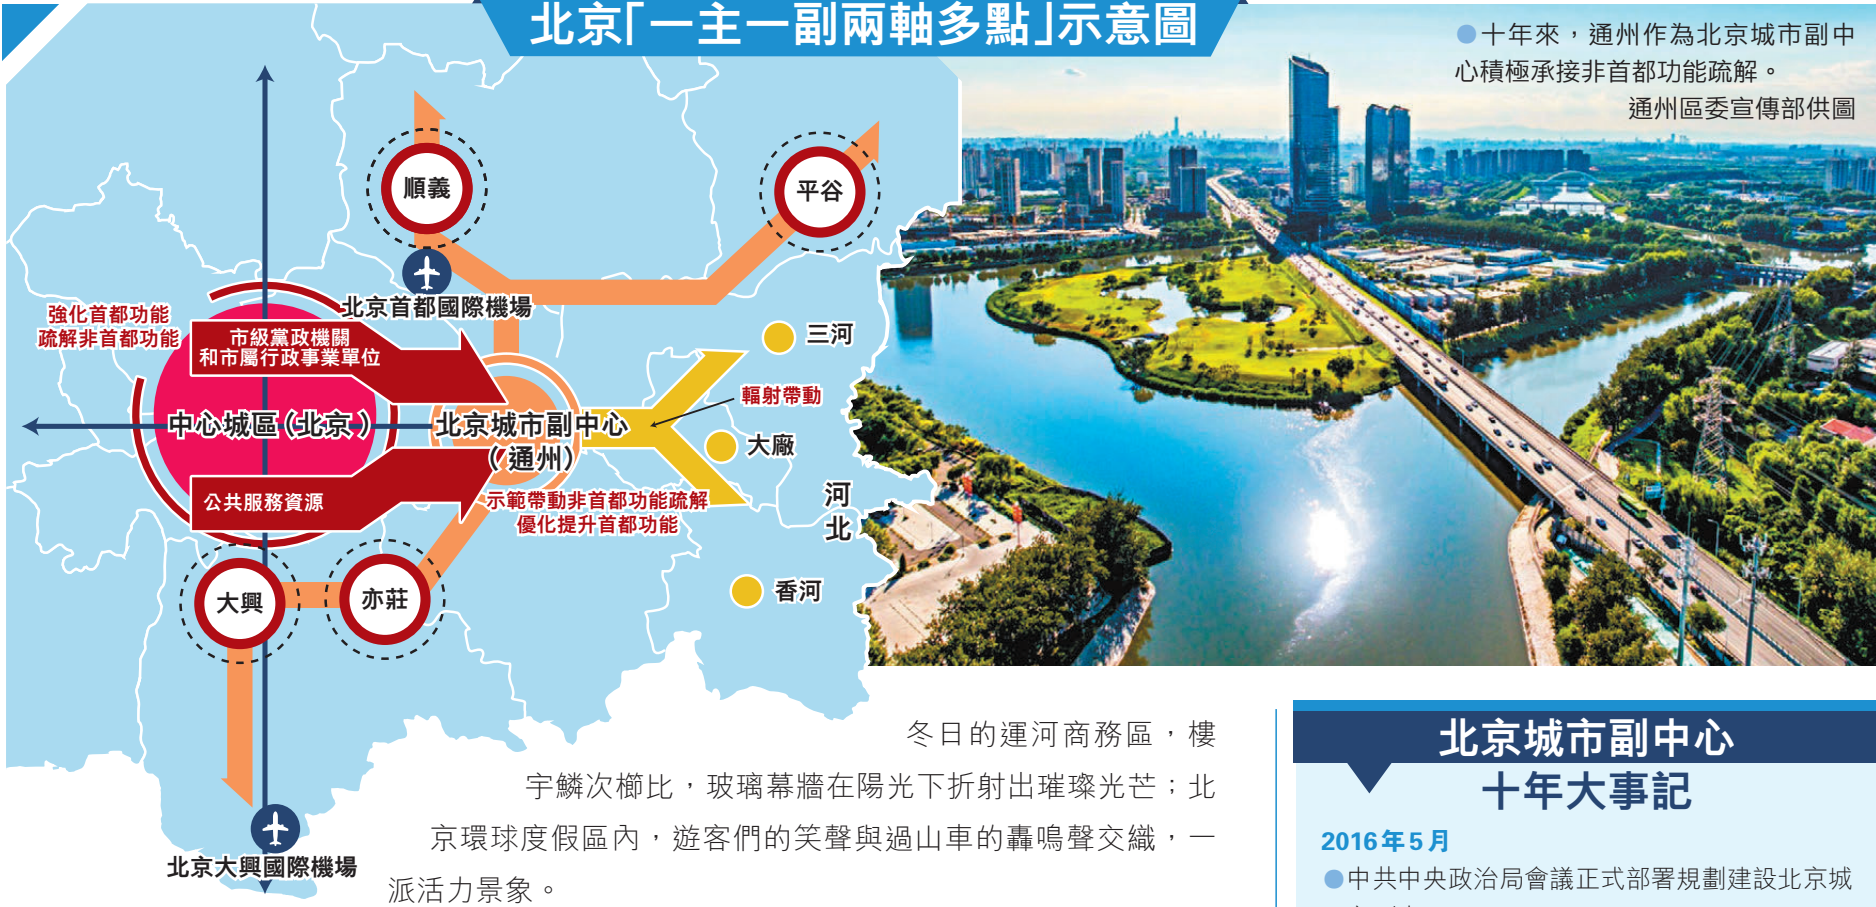 北京「一主一副兩軸多點」示意圖
●十年來，通州作為北京城市副中
心積極承接非首都功能疏解。
通州區委宣傳部供圖
順義
平谷
北京首都國際機場
強化首都功能
疏解非首都功能
市級黨政機關
和市屬行政事業單位
三河
輻射帶動
中心城區(北京)
北京城市副中心
(通州)
大廠
公共服務資源
示範帶動非首都功能疏解
優化提升首都功能
河
北
香河
大興
亦莊
北京大興國際機場
冬日的運河商務區，樓
宇鱗次櫛比，玻璃幕牆在陽光下折射出璀璨光芒；北
京環球度假區內，遊客們的笑聲與過山車的轟鳴聲交織，一
派活力景象。
北京城市副中心
十年大事記
2016年5月
●中共中央政治局會議正式部署規劃建設北京城